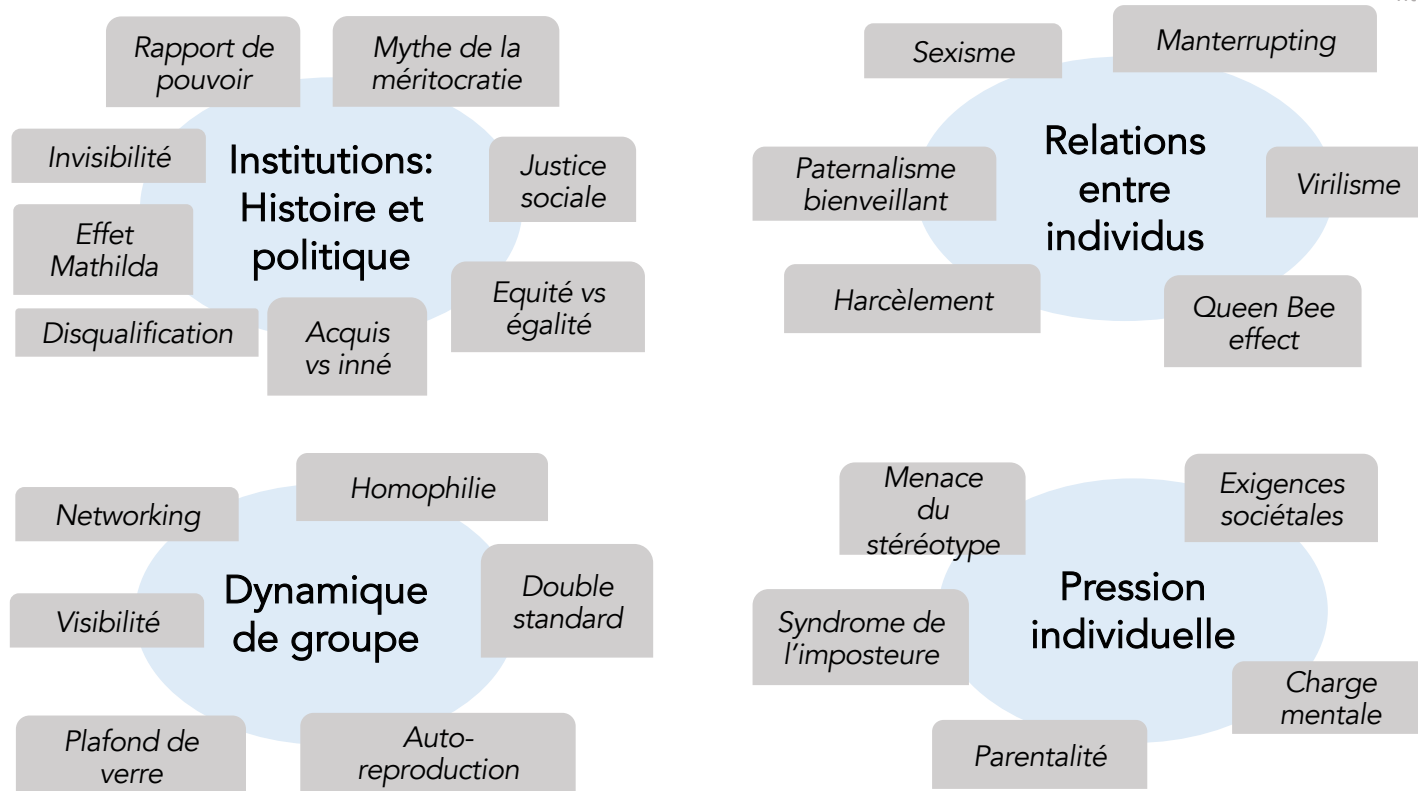 Rapport de
pouvoir
Mythe de la
méritocratie
Invisibilité
Institutions:
Histoire et
politique
Justice
sociale
Effet
Mathilda
Equité vs
égalité
Disqualification
Acquis
vs inné
Sexisme
Manterrupting
Relations
entre
individus
Paternalisme
bienveillant
Virilisme
Harcèlement
Queen Bee
effect
Networking
Homophilie
Dynamique
de groupe
Double
standard
Visibilité
Plafond de
verre
Auto-
reproduction
Menace
du
stéréotype
Exigences
sociétales
Pression
individuelle
Syndrome de
l'imposteure
Charge
mentale
Parentalité